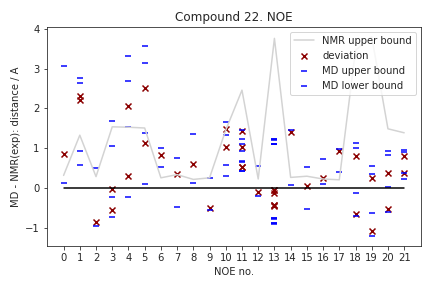 Compound 22. NOE
MD - NMR(exp): distance / A
4
3
2
1
0
−1
NMR upper bound
deviation
MD upper bound
MD lower bound
0 1 2 3 4 5 6 7 8 9 10 11 12 13 14 15 16 17 18 19 20 21
NOE no.